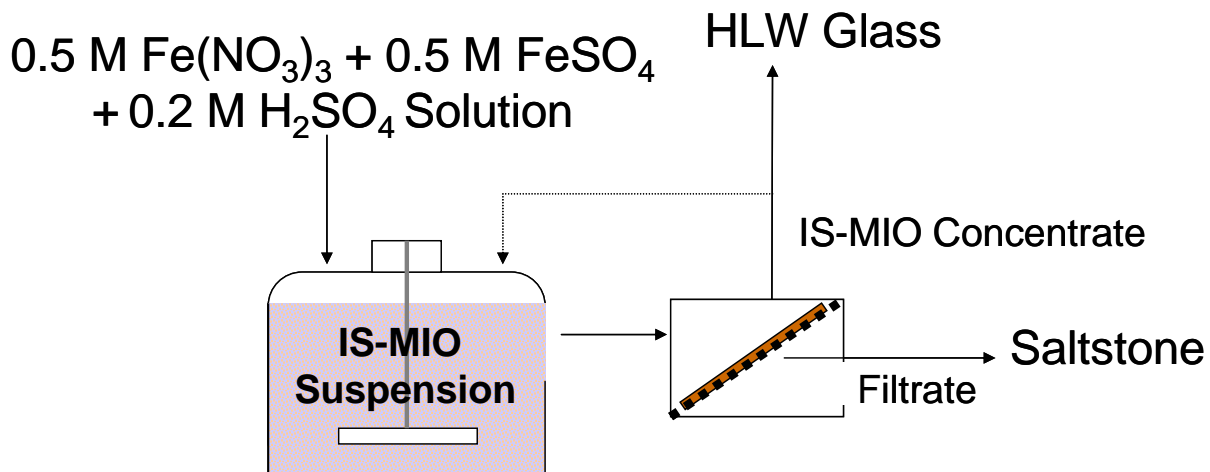 HLW Glass
0.5 M Fe(NO₃)₃ + 0.5 M FeSO₄
+ 0.2 M H₂SO₄ Solution
IS-MIO Concentrate
IS-MIO
Suspension
Saltstone
Filtrate